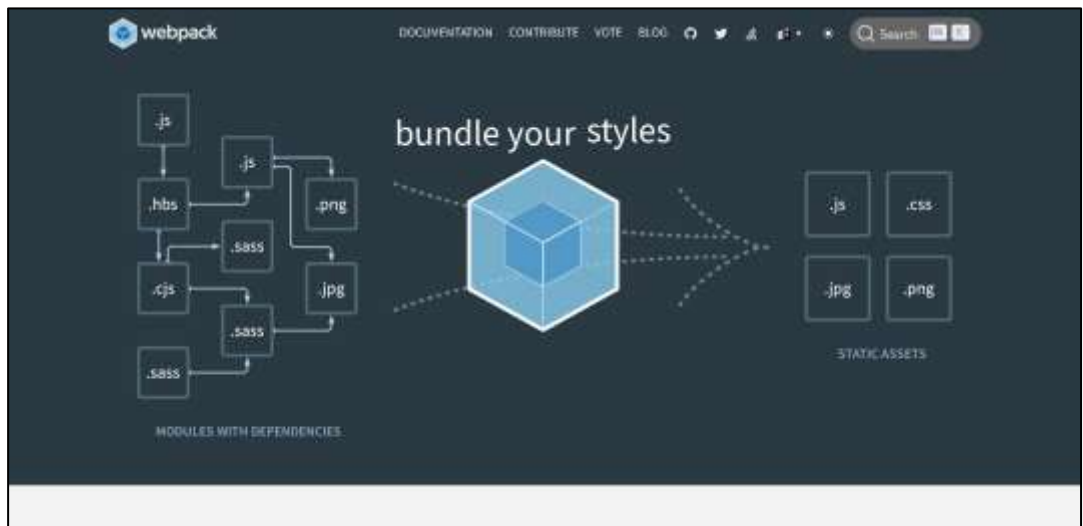 webpack
DOCUMENTATION CONTRIBUTE VOTE BLOG Search
bundle your styles
.js
.js
.hbs
.png
.sass
.cjs
.jpg
.sass
.sass
MODULES WITH DEPENDENCIES
.js .css
.jpg .png
STATIC ASSETS